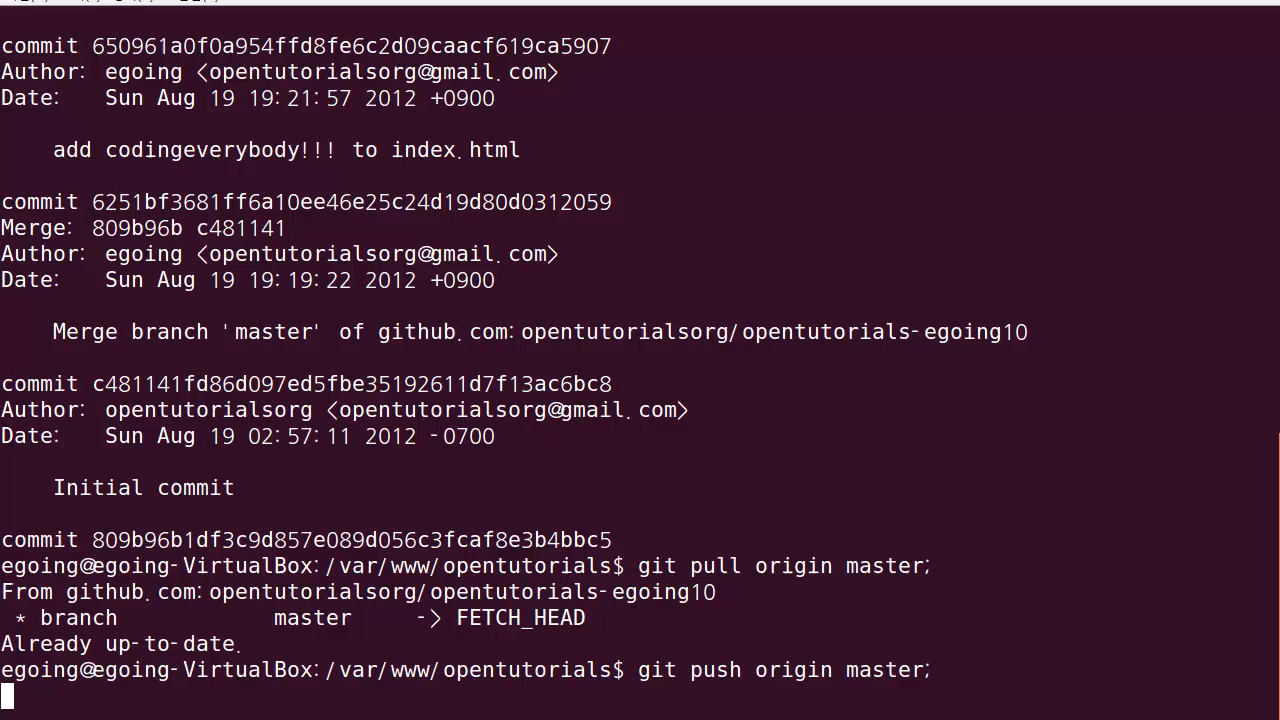 commit 650961a0f0a954ffd8fe6c2d09caacf619ca5907
Author: egoing <opentutorialsorg@gmail.com>
Date:   Sun Aug 19 19:21:57 2012 +0900
    add codingeverybody!!! to index.html
commit 6251bf3681ff6a10ee46e25c24d19d80d0312059
Merge: 809b96b c481141
Author: egoing <opentutorialsorg@gmail.com>
Date:   Sun Aug 19 19:19:22 2012 +0900
    Merge branch 'master' of github.com:opentutorialsorg/opentutorials-egoing10
commit c481141fd86d097ed5fbe35192611d7f13ac6bc8
Author: opentutorialsorg <opentutorialsorg@gmail.com>
Date:   Sun Aug 19 02:57:11 2012 -0700
    Initial commit
commit 809b96b1df3c9d857e089d056c3fcaf8e3b4bbc5
egoing@egoing-VirtualBox:/var/www/opentutorials$ git pull origin master;
From github.com:opentutorialsorg/opentutorials-egoing10
 * branch            master     -> FETCH_HEAD
Already up-to-date.
egoing@egoing-VirtualBox:/var/www/opentutorials$ git push origin master;